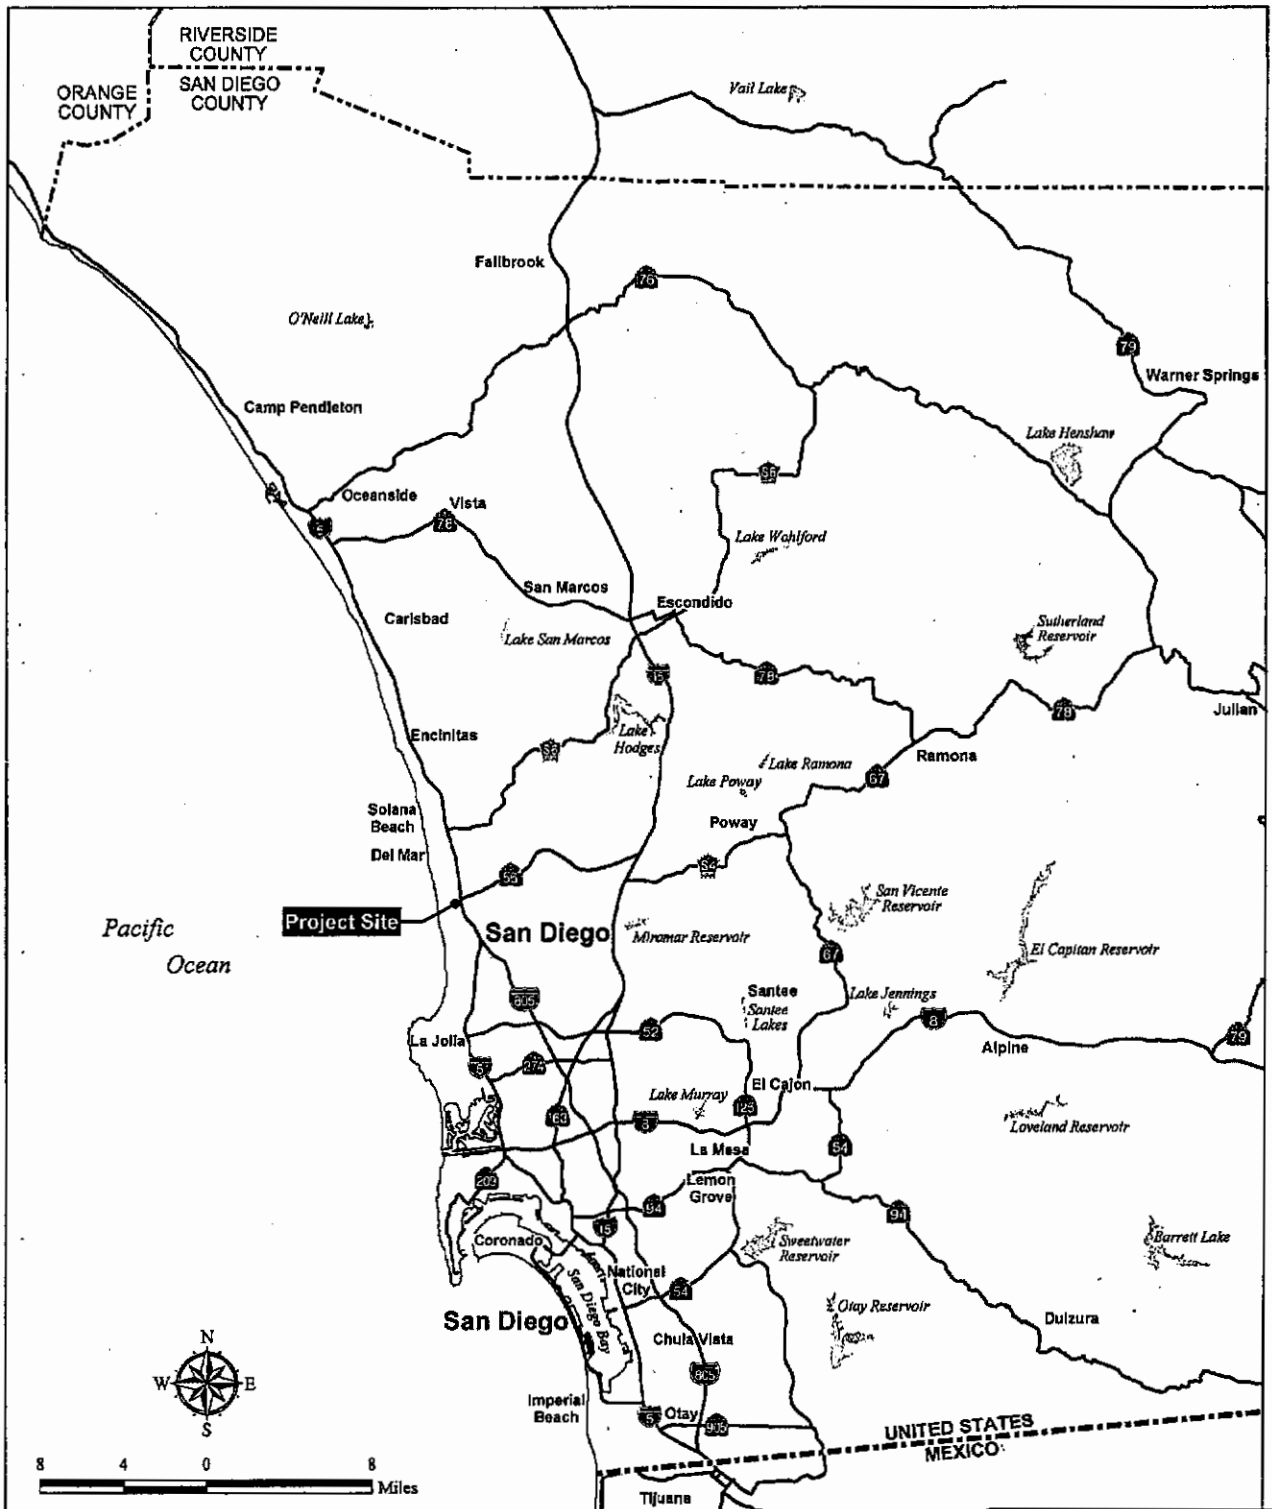 RIVERSIDE
COUNTY
ORANGE
COUNTY
SAN DIEGO
COUNTY
Vail Lake
Fallbrook
76
O'Neill Lake
79
Warner Springs
Camp Pendleton
Lake Henshaw
S6
Oceanside
Vista
5
78
Lake Wohlford
San Marcos
Escondido
Carlsbad
Lake San Marcos
Sutherland
Reservoir
15
78
78
Julian
Lake
Hodges
Encinitas
S6
Ramona
Lake Ramona
67
Lake Poway
Solana
Beach
Poway
Del Mar
S4
56
San Vicente
Reservoir
Project Site
San Diego
Miramar Reservoir
Pacific
Ocean
El Capitan Reservoir
67
Santee
Santee
Lakes
Lake Jennings
805
8
52
79
La Jolla
Alpine
5
274
El Cajon
Lake Murray
125
163
8
Loveland Reservoir
La Mesa
54
209
Lemon
Grove
94
94
15
Coronado
Sweetwater
Reservoir
Barrett Lake
National
City
54
San Diego Bay
Otay Reservoir
San Diego
Chula Vista
Dulzura
N
W
E
S
805
Imperial
Beach
5
Otay
905
UNITED STATES
MEXICO
8
4
0
8
Miles
Tijuana